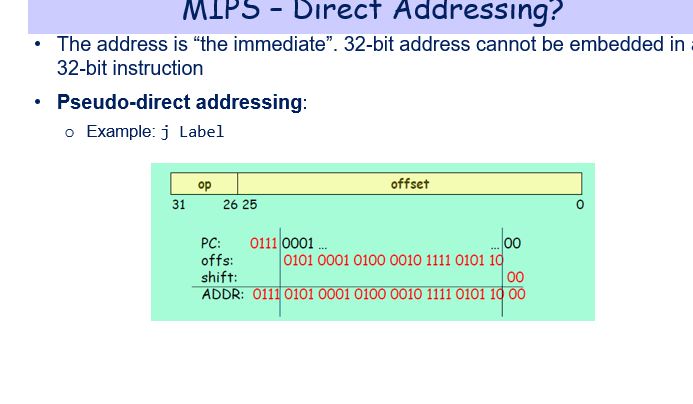 MIPS – Direct Addressing?
• The address is “the immediate”. 32-bit address cannot be embedded in a
32-bit instruction
• Pseudo-direct addressing:
o Example: j Label
op offset
31 26 25 0
PC: 0111 0001 ... ... 00
offs: 0101 0001 0100 0010 1111 0101 10
shift: 00
ADDR: 0111 0101 0001 0100 0010 1111 0101 10 00